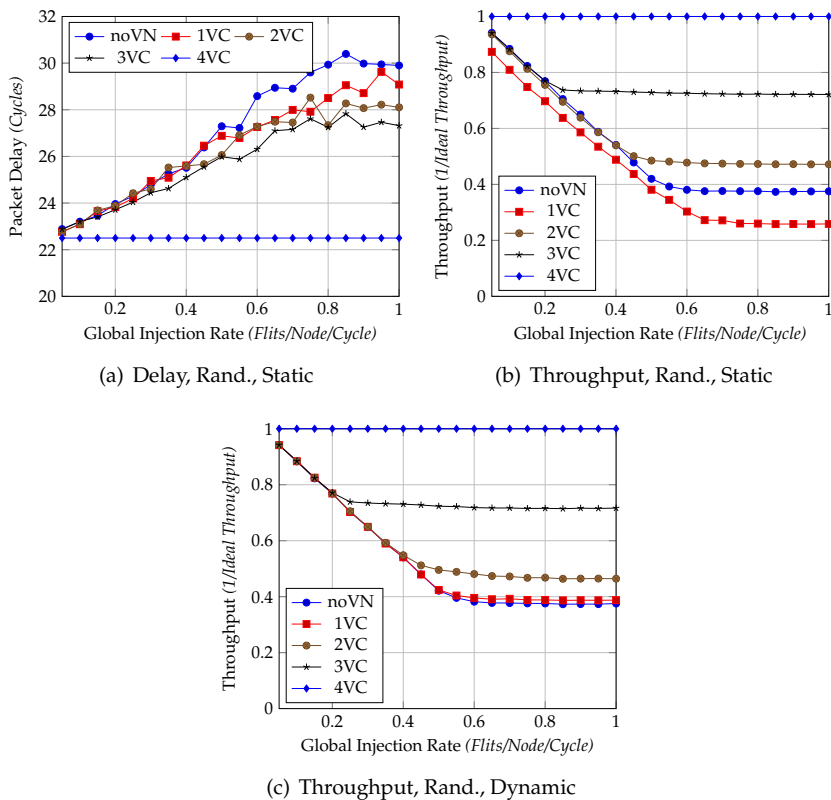 noVN 1VC 2VC
3VC 4VC
32
30
28
26
24
22
20
0.2 0.4 0.6 0.8 1
Packet Delay (Cycles)
Global Injection Rate (Flits/Node/Cycle)
(a) Delay, Rand., Static
1
0.8
0.6
0.4
0.2
0
0.2 0.4 0.6 0.8 1
Throughput (1/Ideal Throughput)
noVN
1VC
2VC
3VC
4VC
Global Injection Rate (Flits/Node/Cycle)
(b) Throughput, Rand., Static
1
0.8
0.6
0.4
0.2
0
0.2 0.4 0.6 0.8 1
Throughput (1/Ideal Throughput)
noVN
1VC
2VC
3VC
4VC
Global Injection Rate (Flits/Node/Cycle)
(c) Throughput, Rand., Dynamic